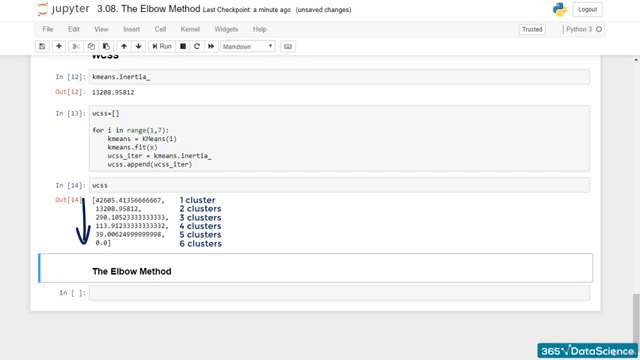 jupyter 3.08. The Elbow Method Last Checkpoint: a minute ago (unsaved changes)
Logout
File Edit View Insert Cell Kernel Widgets Help
Trusted
Python 3
Run
Markdown
WCSS
In [12]: kmeans.inertia_
Out[12]: 13208.95812
In [13]: wcss=[]
for i in range(1,7):
kmeans = KMeans(i)
kmeans.fit(x)
wcss_iter = kmeans.inertia_
wcss.append(wcss_iter)
In [14]: wcss
Out[14]: [42605.41356666667, 1 cluster
13208.95812, 2 clusters
290.10523333333333, 3 clusters
113.91233333333332, 4 clusters
39.00624999999998, 5 clusters
0.0] 6 clusters
The Elbow Method
In [ ]:
365 DataScience